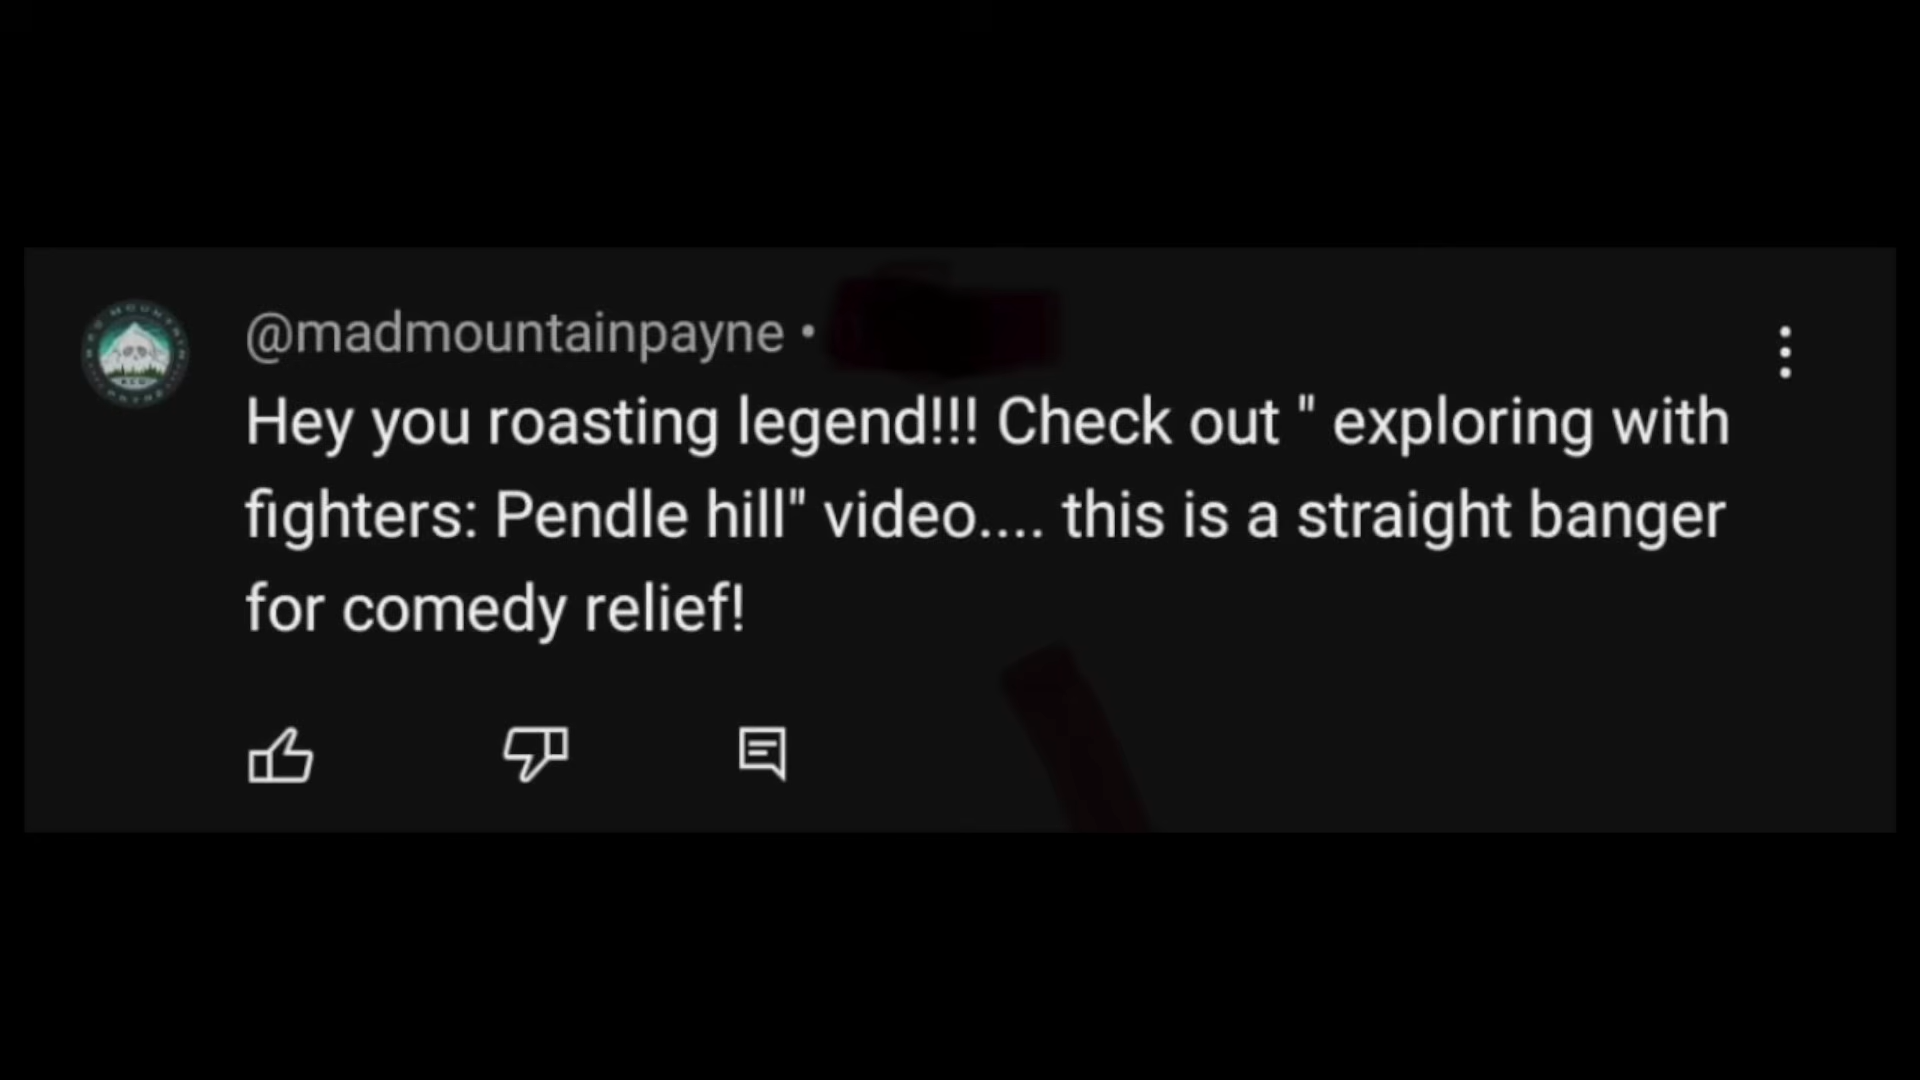 @madmountainpayne •
Hey you roasting legend!!! Check out " exploring with
fighters: Pendle hill" video.... this is a straight banger
for comedy relief!